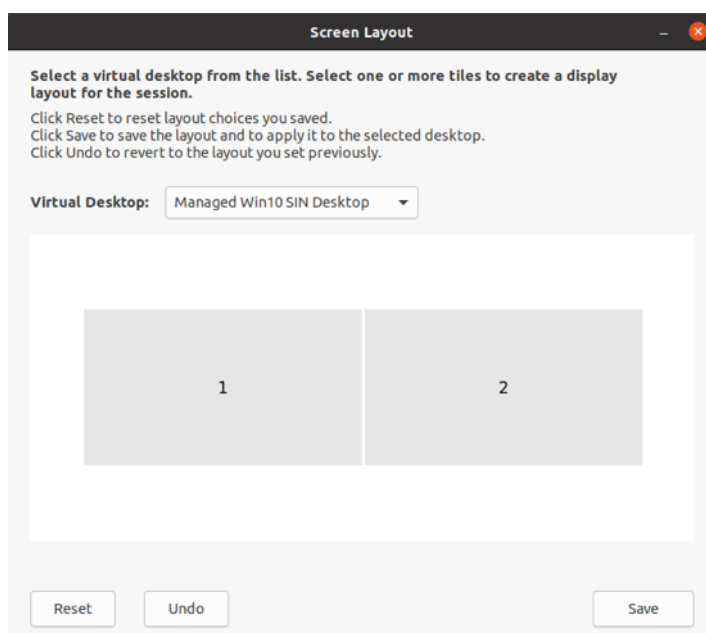 Screen Layout
Select a virtual desktop from the list. Select one or more tiles to create a display
layout for the session.
Click Reset to reset layout choices you saved.
Click Save to save the layout and to apply it to the selected desktop.
Click Undo to revert to the layout you set previously.
Virtual Desktop: Managed Win10 SIN Desktop
1 2
Reset Undo Save